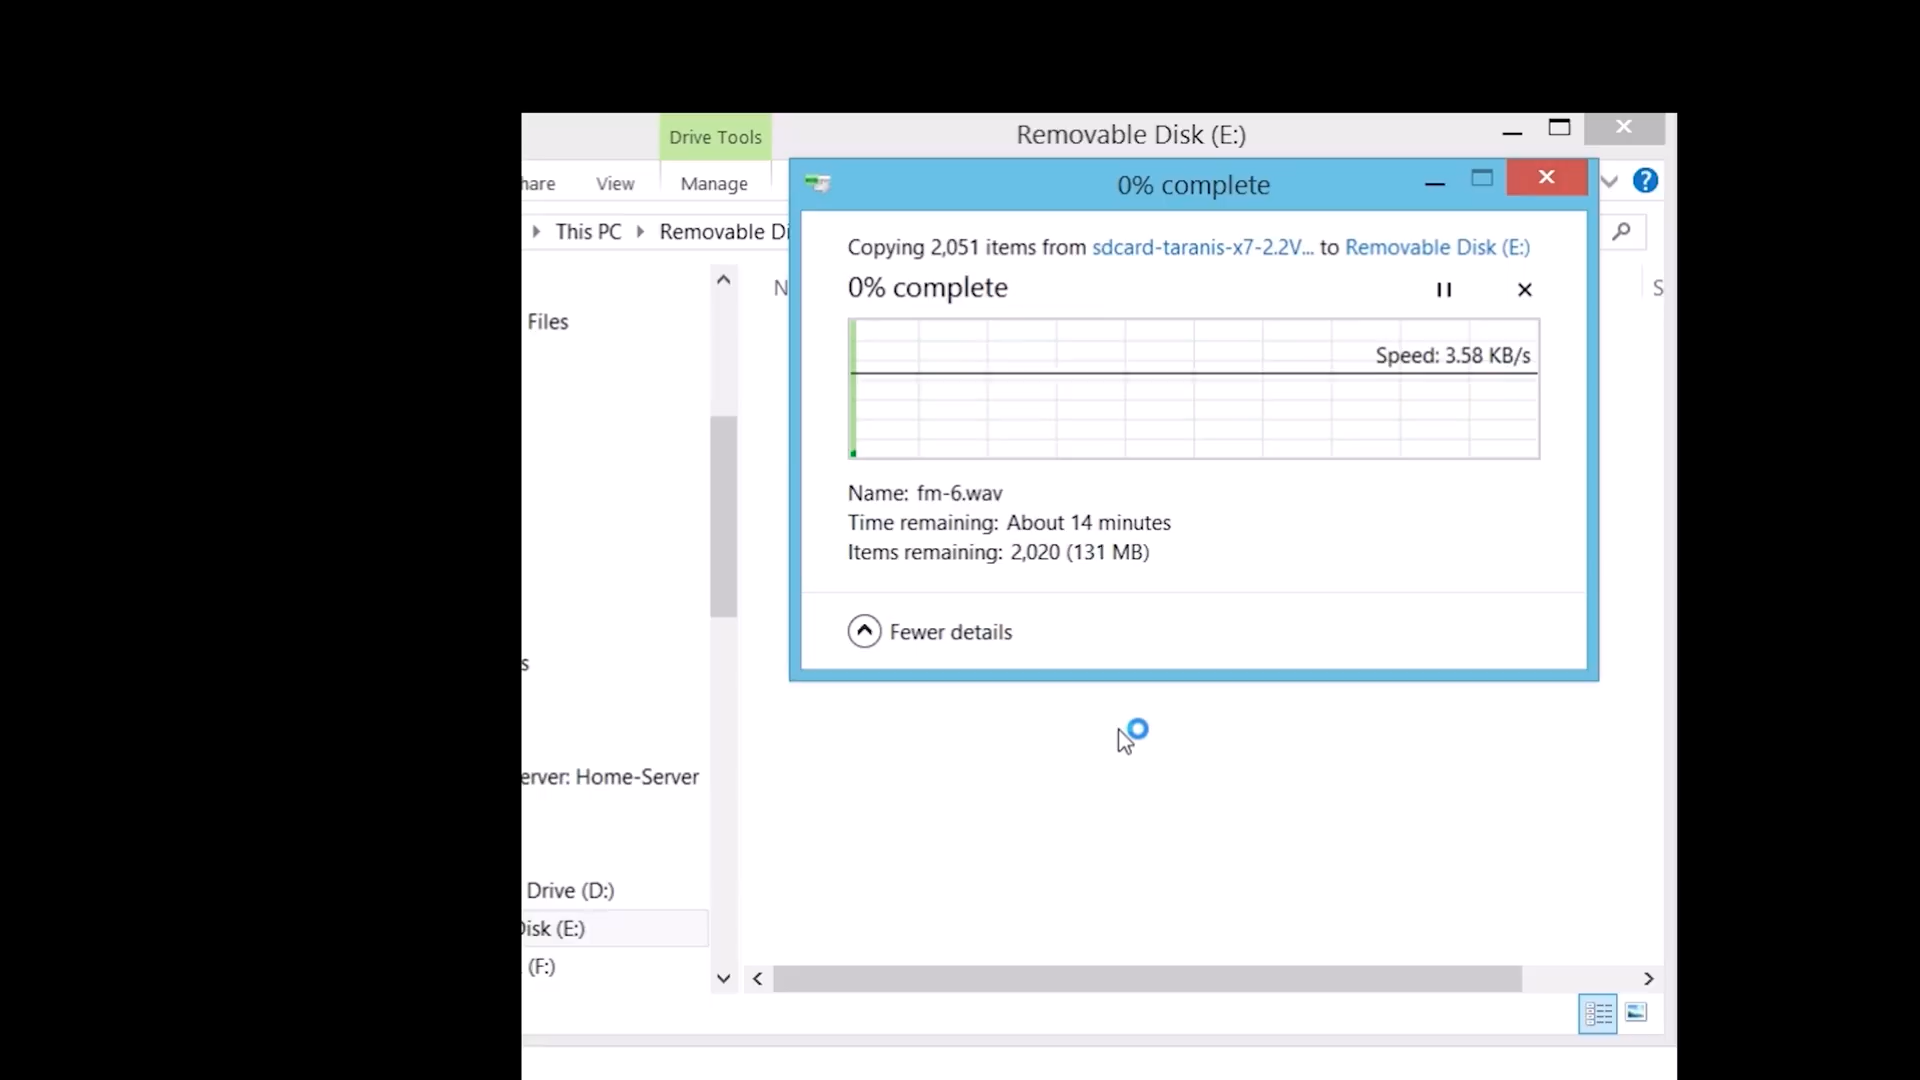 Drive Tools
Removable Disk (E:)
hare
View
Manage
0% complete
This PC
Removable Di
Copying 2,051 items from sdcard-taranis-x7-2.2V... to Removable Disk (E:)
0% complete
N
S
Speed: 3.58 KB/s
Files
Name: fm-6.wav
Time remaining: About 14 minutes
Items remaining: 2,020 (131 MB)
Fewer details
s
erver: Home-Server
Drive (D:)
Disk (E:)
(F:)